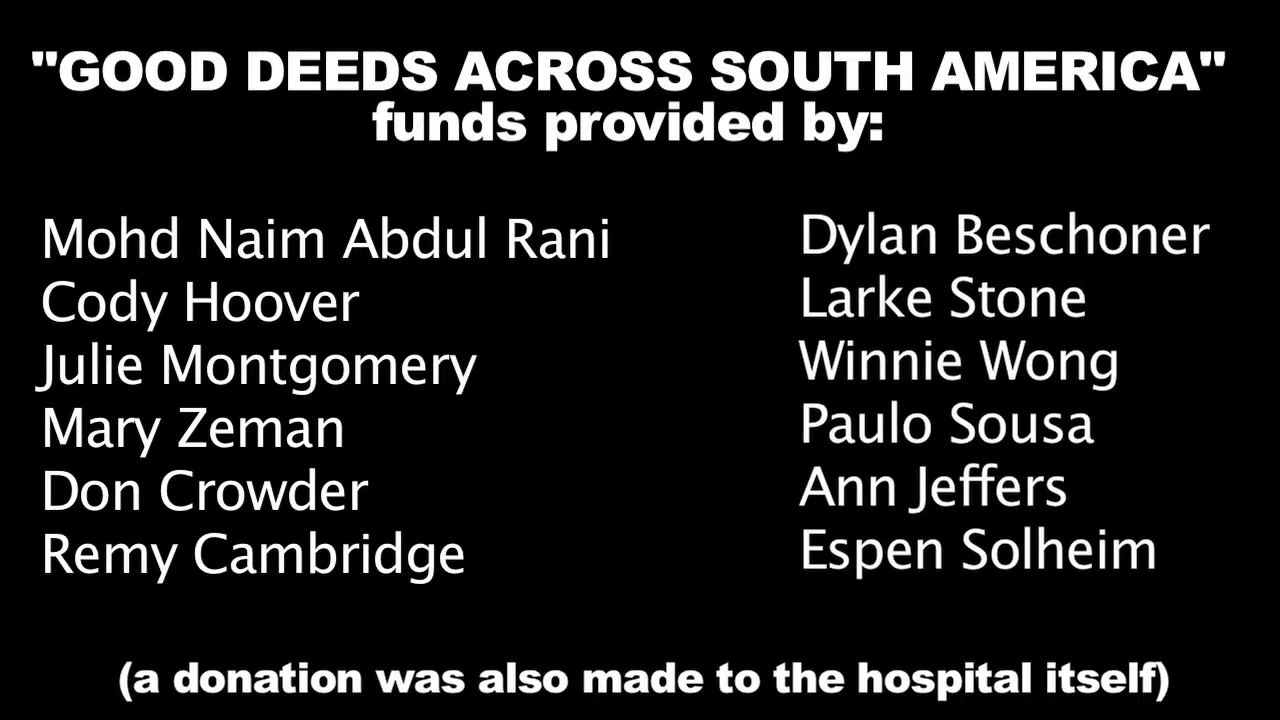 "GOOD DEEDS ACROSS SOUTH AMERICA"
funds provided by:
Mohd Naim Abdul Rani
Cody Hoover
Julie Montgomery
Mary Zeman
Don Crowder
Remy Cambridge
Dylan Beschoner
Larke Stone
Winnie Wong
Paulo Sousa
Ann Jeffers
Espen Solheim
(a donation was also made to the hospital itself)